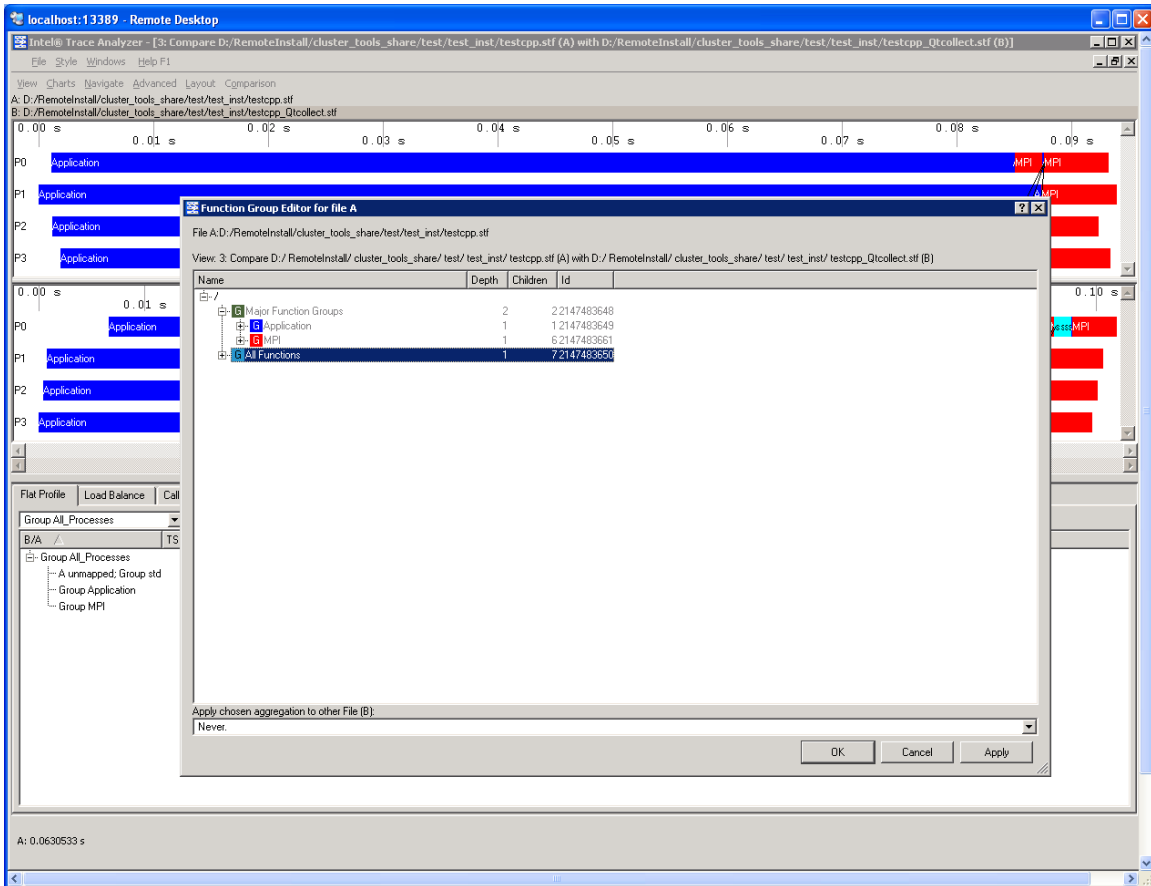 localhost:13389 - Remote Desktop
Intel® Trace Analyzer - [3: Compare D:/RemoteInstall/cluster_tools_share/test/test_inst/testcpp.stf (A) with D:/RemoteInstall/cluster_tools_share/test/test_inst/testcpp_Qtcollect.stf (B)]
File Style Windows Help F1
View Charts Navigate Advanced Layout Comparison
A: D:/RemoteInstall/cluster_tools_share/test/test_inst/testcpp.stf
B: D:/RemoteInstall/cluster_tools_share/test/test_inst/testcpp_Qtcollect.stf
0.00 s 0.02 s 0.04 s 0.06 s 0.08 s
0.01 s 0.03 s 0.05 s 0.07 s 0.09 s
P0 Application MPI MPI
P1 Application MPI
P2 Application
P3 Application
Function Group Editor for file A
File A:D:/RemoteInstall/cluster_tools_share/test/test_inst/testcpp.stf
View: 3: Compare D:/ RemoteInstall/ cluster_tools_share/ test/ test_inst/ testcpp.stf (A) with D:/ RemoteInstall/ cluster_tools_share/ test/ test_inst/ testcpp_Qtcollect.stf (B)
Name Depth Children Id
/
G Major Function Groups 2 2 2147483648
G Application 1 1 2147483649
G MPI 1 6 2147483661
G All Functions 1 7 2147483650
0.00 s 0.10 s
0.01 s
P0 Application MPI
P1 Application
P2 Application
P3 Application
Flat Profile Load Balance Call
Group All_Processes
B/A TS
Group All_Processes
A unmapped; Group std
Group Application
Group MPI
Apply chosen aggregation to other File (B):
Never.
OK Cancel Apply
A: 0.0630533 s